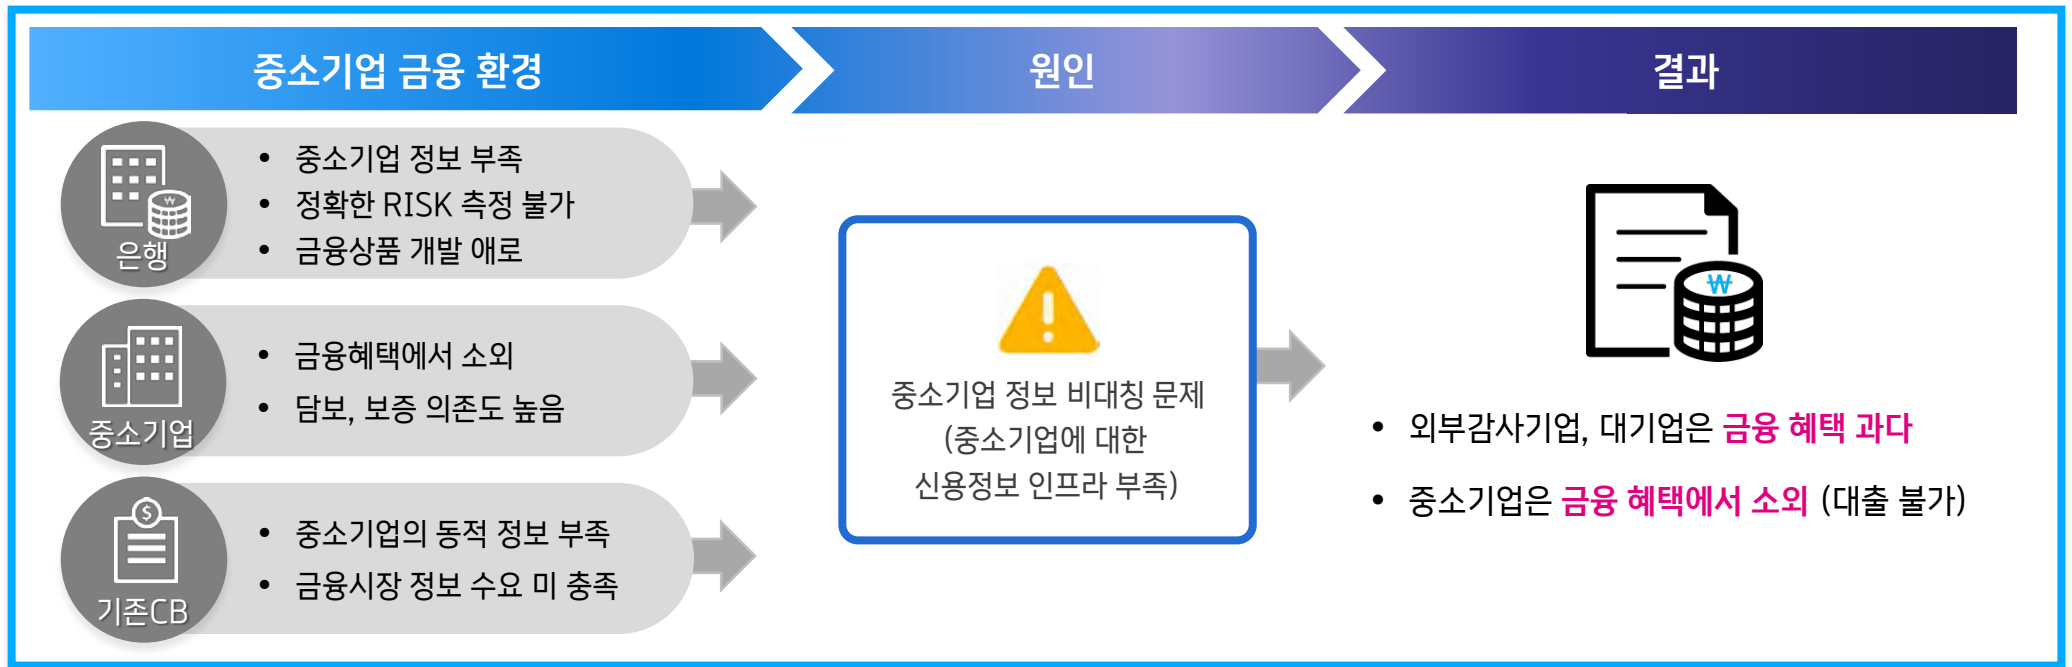 중소기업 금융 환경
원인
결과
은행
• 중소기업 정보 부족
• 정확한 RISK 측정 불가
• 금융상품 개발 애로
중소기업
• 금융혜택에서 소외
• 담보, 보증 의존도 높음
기존CB
• 중소기업의 동적 정보 부족
• 금융시장 정보 수요 미 충족
중소기업 정보 비대칭 문제
(중소기업에 대한
신용정보 인프라 부족)
₩
• 외부감사기업, 대기업은 금융 혜택 과다
• 중소기업은 금융 혜택에서 소외 (대출 불가)